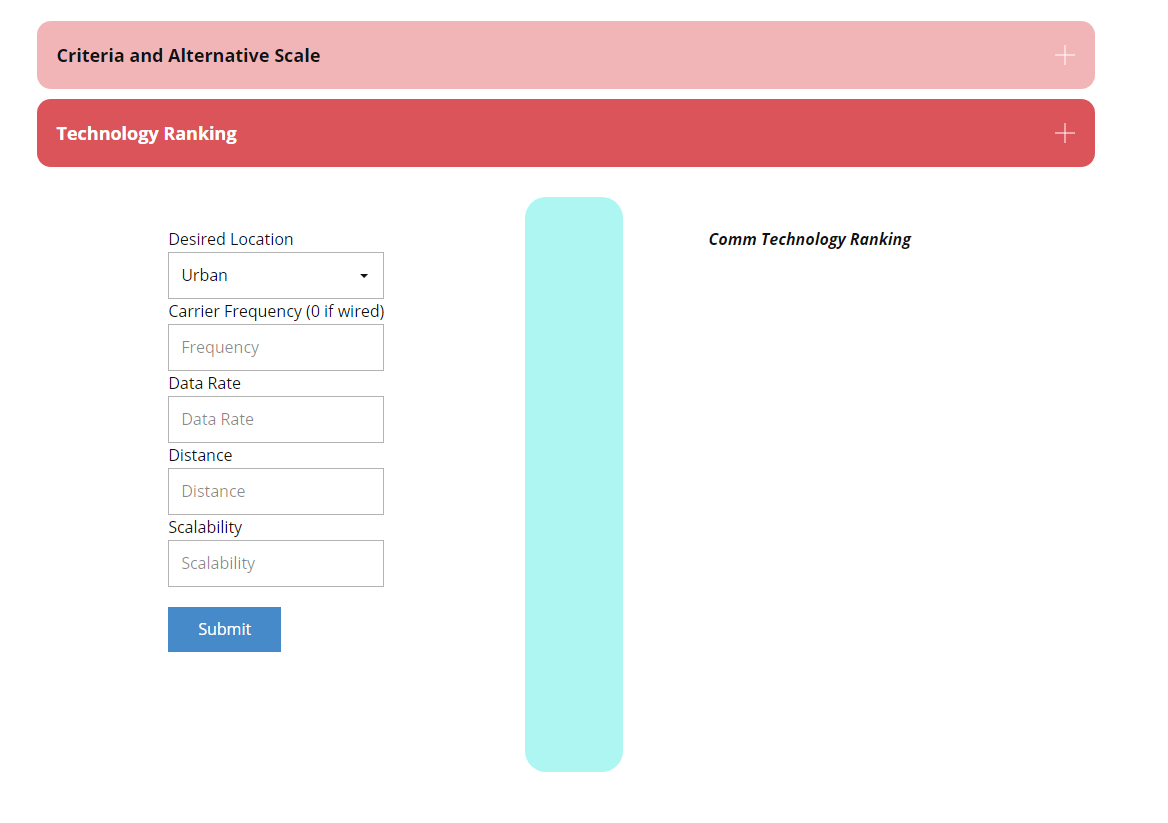 Criteria and Alternative Scale
Technology Ranking
Desired Location
Urban
Carrier Frequency (0 if wired)
Frequency
Data Rate
Data Rate
Distance
Distance
Scalability
Scalability
Submit
Comm Technology Ranking